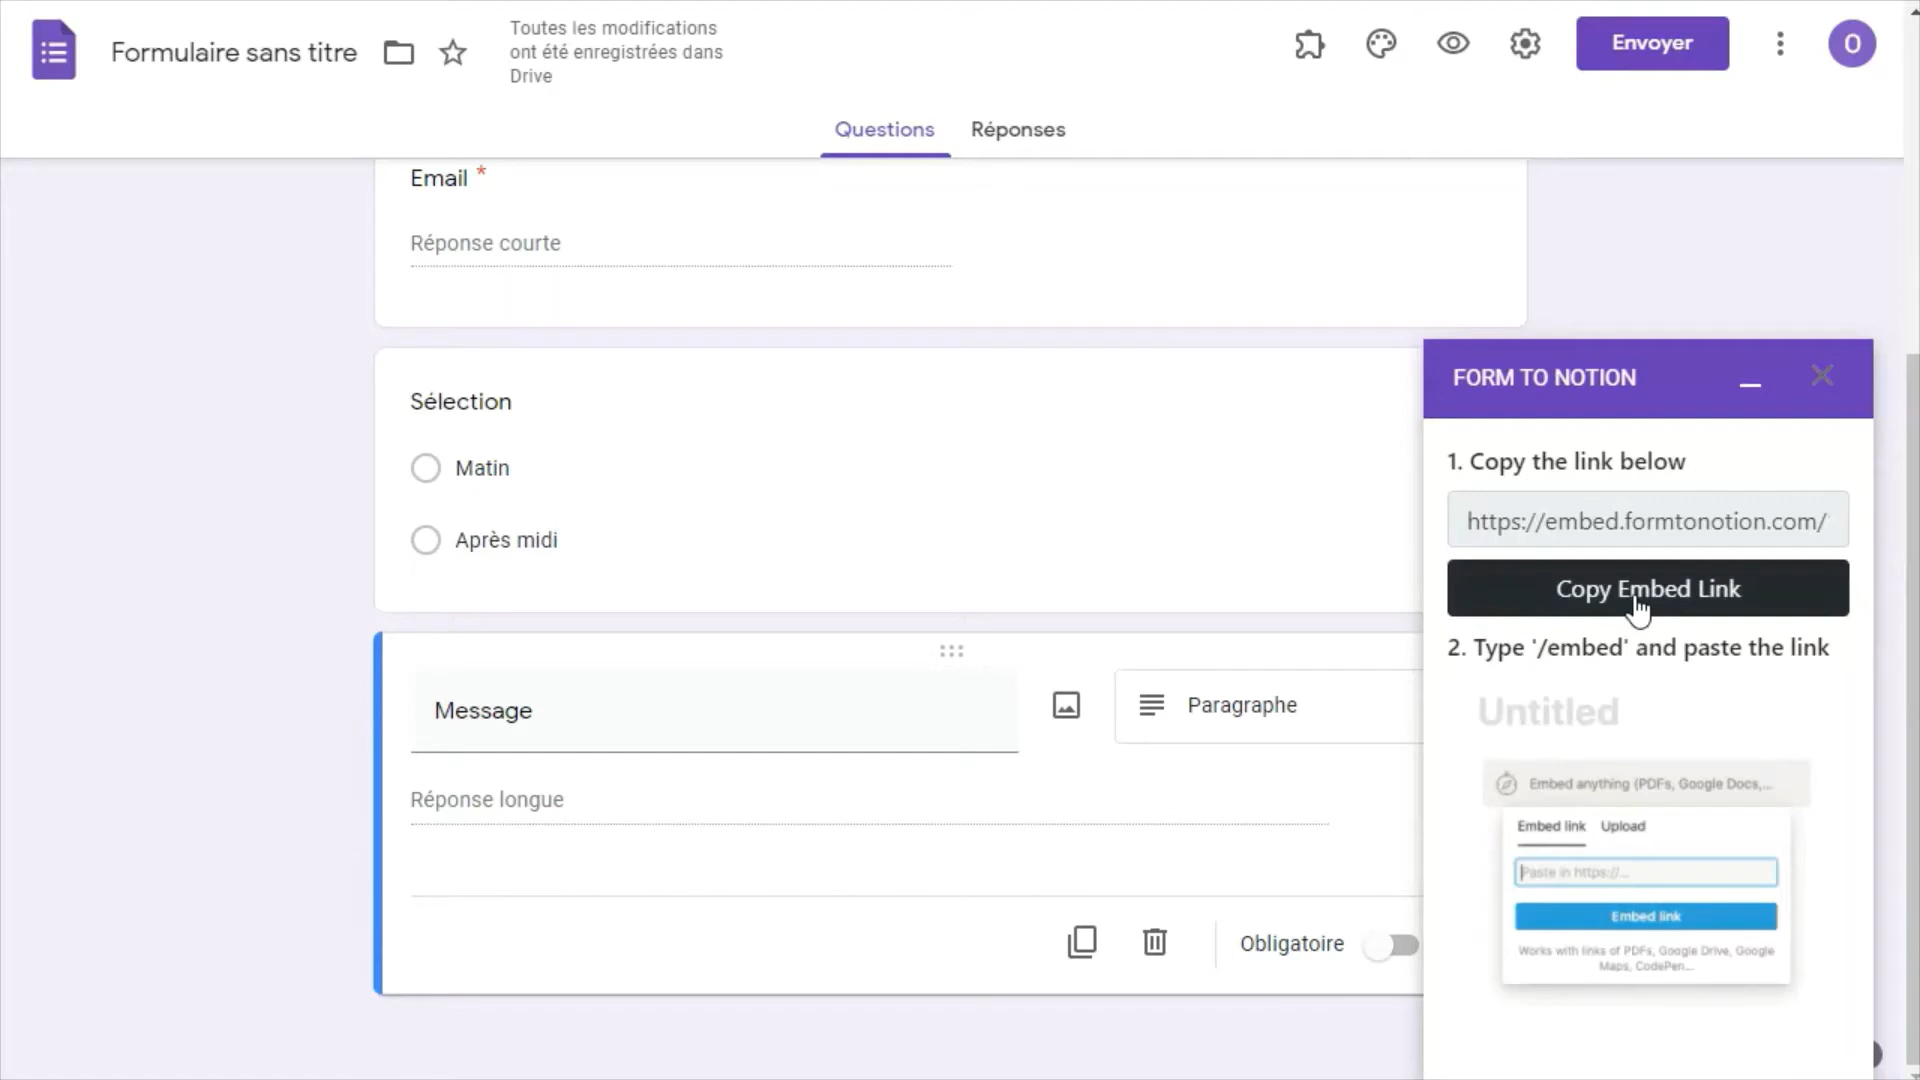 Formulaire sans titre
Toutes les modifications
ont été enregistrées dans
Drive
Envoyer
O
Questions
Réponses
Email *
Réponse courte
Sélection
Matin
Après midi
Message
Paragraphe
Réponse longue
Obligatoire
FORM TO NOTION
1. Copy the link below
https://embed.formtonotion.com/
Copy Embed Link
2. Type '/embed' and paste the link
Untitled
Embed anything (PDFs, Google Docs,...
Embed link
Upload
Paste in https://...
Embed link
Works with links of PDFs, Google Drive, Google
Maps, CodePen...